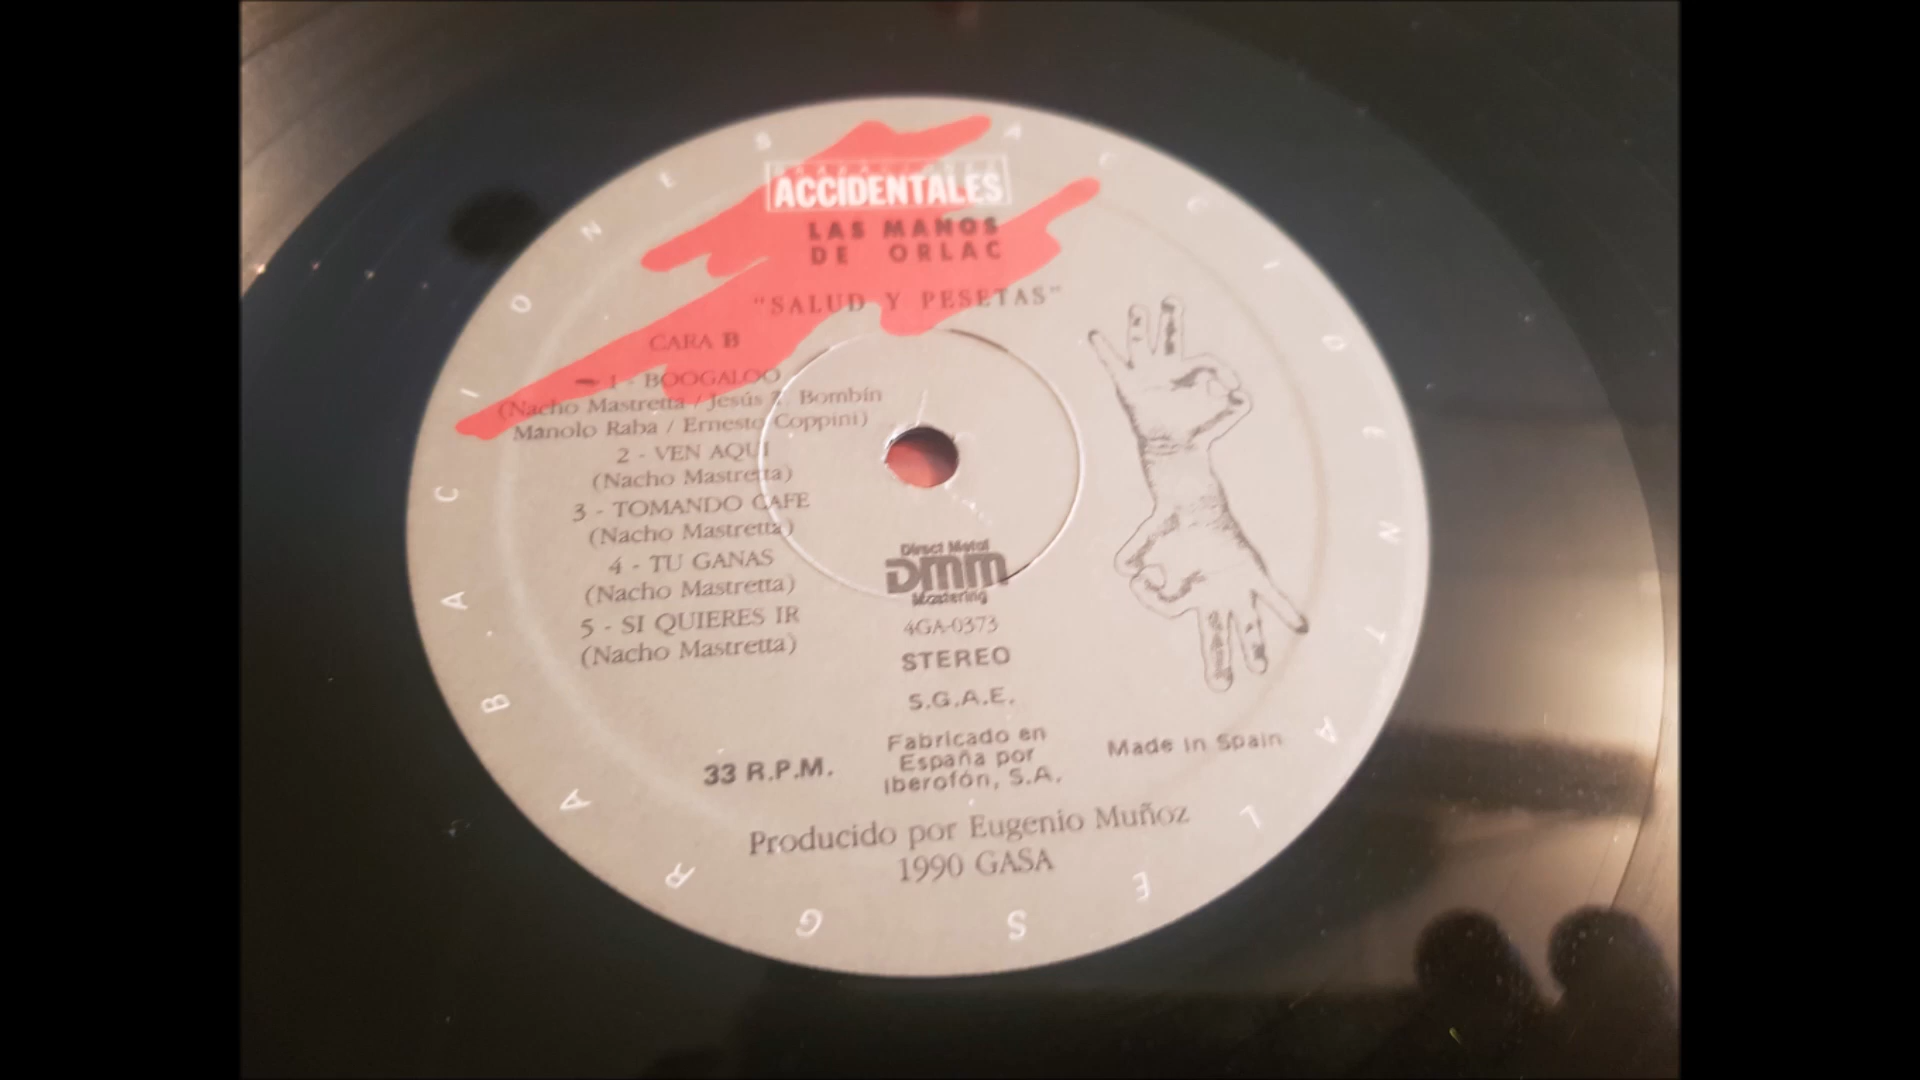 GRABACIONES ACCIDENTALES
GRABACIONES
ACCIDENTALES
LAS MANOS
DE ORLAC
"SALUD Y PESETAS"
CARA B
1 - BOOGALOO
(Nacho Mastretta / Jesús Bombín
Manolo Raba / Ernesto Coppini)
2 - VEN AQUI
(Nacho Mastretta)
3 - TOMANDO CAFE
(Nacho Mastretta)
4 - TU GANAS
(Nacho Mastretta)
5 - SI QUIERES IR
(Nacho Mastretta)
Direct Metal
DMM
Mastering
4GA-0373
STEREO
S.G.A.E.
33 R.P.M.
Fabricado en
España por
Iberofón, S.A.
Made in Spain
Producido por Eugenio Muñoz
1990 GASA